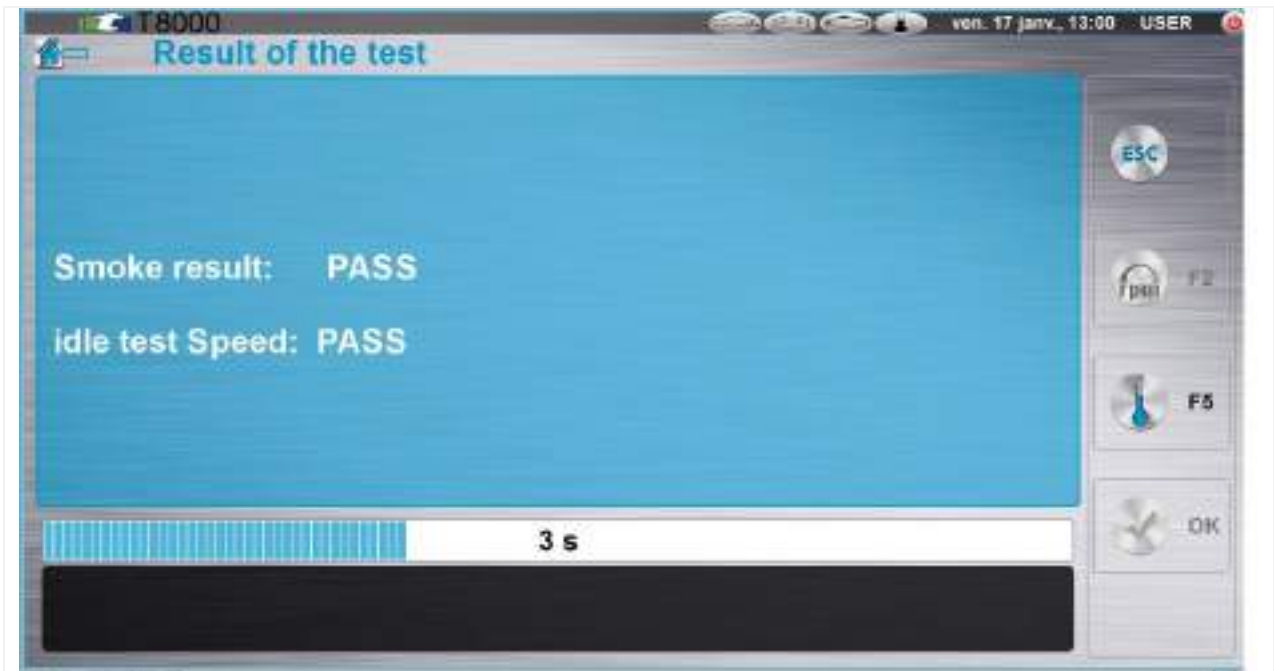 T8000 ven. 17 janv., 13:00 USER
Result of the test
ESC
Smoke result: PASS
rpm F2
idle test Speed: PASS
F5
3 s
OK